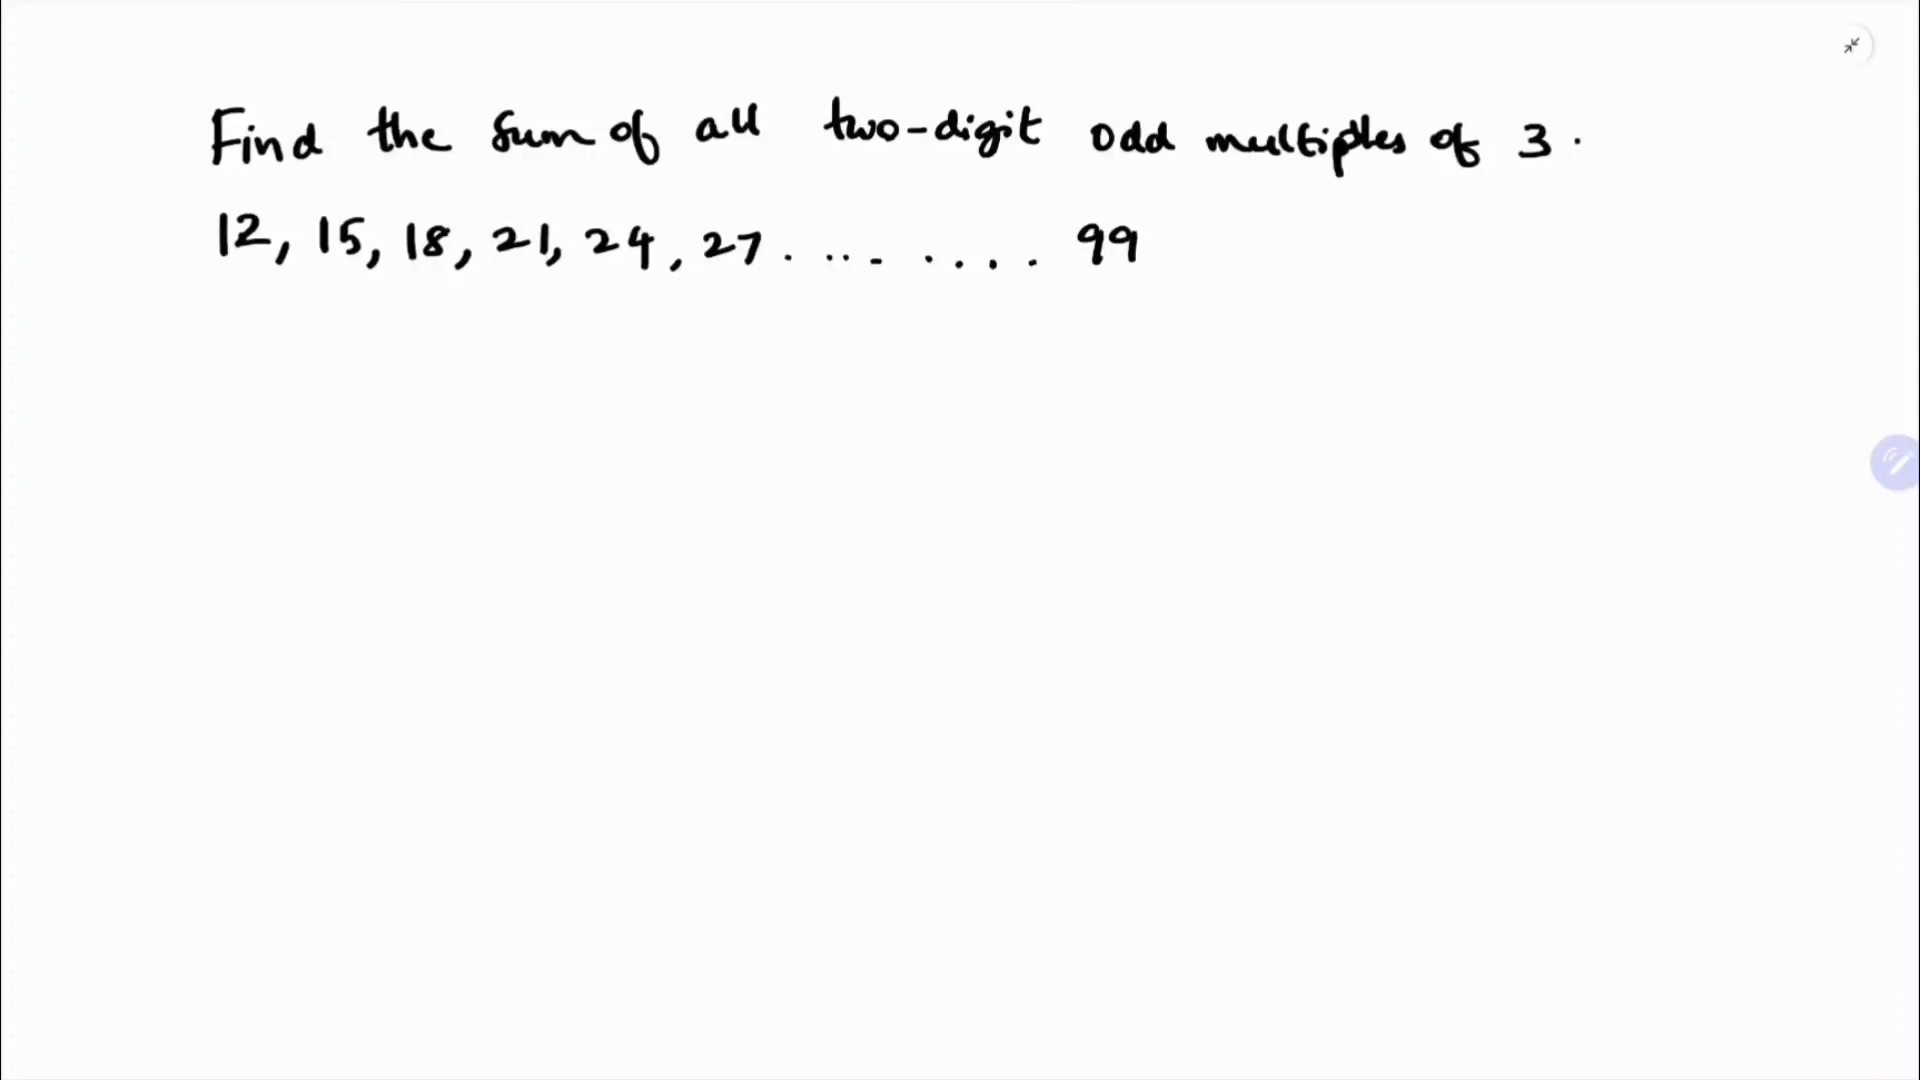 Find the sum of all two-digit odd multiples of 3.
12, 15, 18, 21, 24, 27. ... .... 99